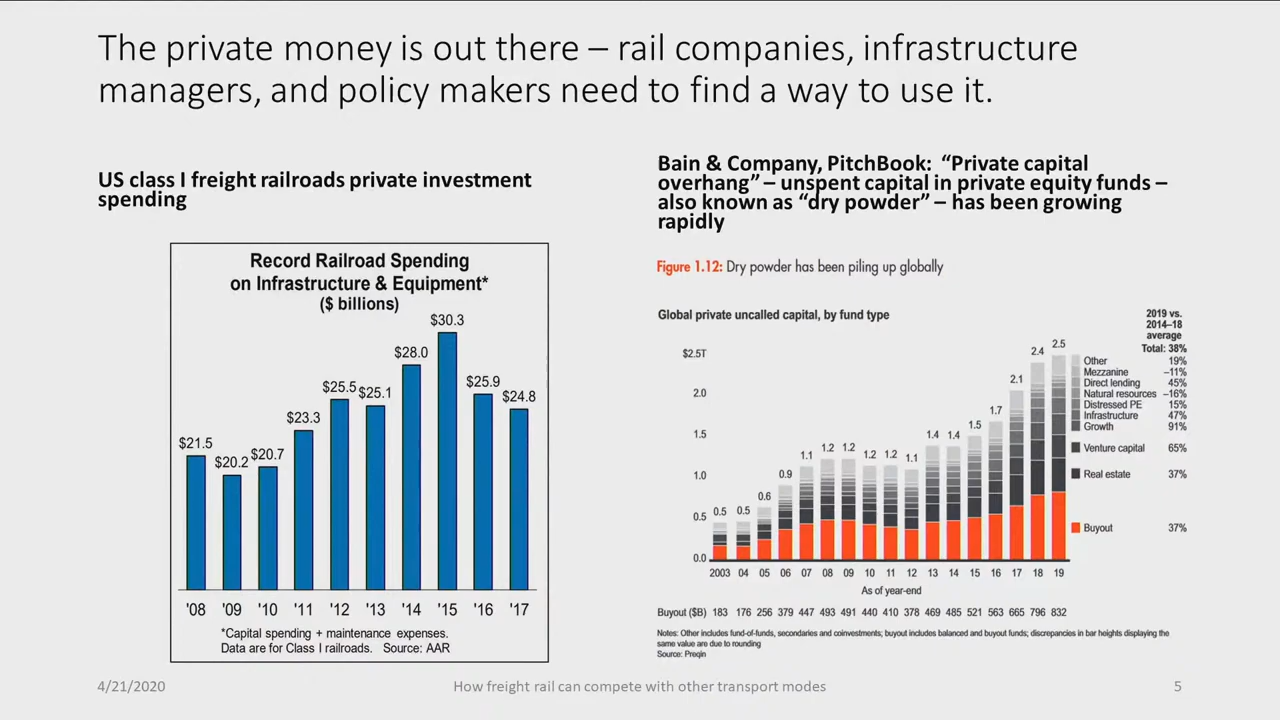 The private money is out there – rail companies, infrastructure
managers, and policy makers need to find a way to use it.
US class I freight railroads private investment
spending
Record Railroad Spending
on Infrastructure & Equipment*
($ billions)
$21.5 $20.2 $20.7 $23.3 $25.5 $25.1 $28.0 $30.3 $25.9 $24.8
'08 '09 '10 '11 '12 '13 '14 '15 '16 '17
*Capital spending + maintenance expenses.
Data are for Class I railroads. Source: AAR
Bain & Company, PitchBook: “Private capital
overhang” – unspent capital in private equity funds –
also known as “dry powder” – has been growing
rapidly
Figure 1.12: Dry powder has been piling up globally
Global private uncalled capital, by fund type
2019 vs.
2014–18
average
Total: 38%
$2.5T
2.0
1.5
1.0
0.5
0.0
0.5 0.5 0.6 0.9 1.1 1.2 1.2 1.2 1.2 1.1 1.4 1.4 1.5 1.7 2.1 2.4 2.5
Other 19%
Mezzanine –11%
Direct lending 45%
Natural resources –16%
Distressed PE 15%
Infrastructure 47%
Growth 91%
Venture capital 65%
Real estate 37%
Buyout 37%
2003 04 05 06 07 08 09 10 11 12 13 14 15 16 17 18 19
As of year-end
Buyout ($B) 183 176 256 379 447 493 491 440 410 378 469 485 521 563 665 796 832
Notes: Other includes fund-of-funds, secondaries and coinvestments; buyout includes balanced and buyout funds; discrepancies in bar heights displaying the
same value are due to rounding
Source: Preqin
4/21/2020
How freight rail can compete with other transport modes
5